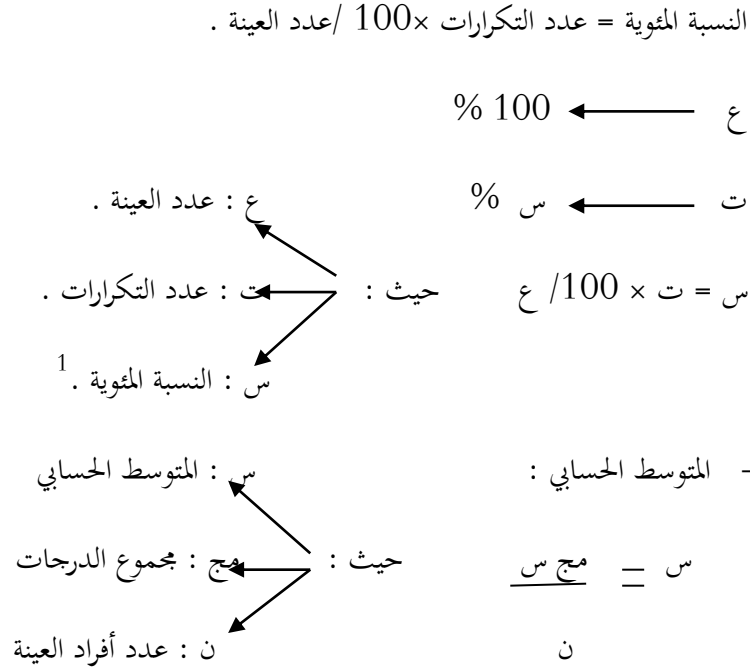 النسبة المئوية = عدد التكرارات ×100 /عدد العينة .
ع 100 %
ت س % ع : عدد العينة .
س = ت × 100/ ع حيث : ت : عدد التكرارات .
س : النسبة المئوية .1
- المتوسط الحسابي : س : المتوسط الحسابي
س = مج س حيث : مج : مجموع الدرجات
ن ن : عدد أفراد العينة